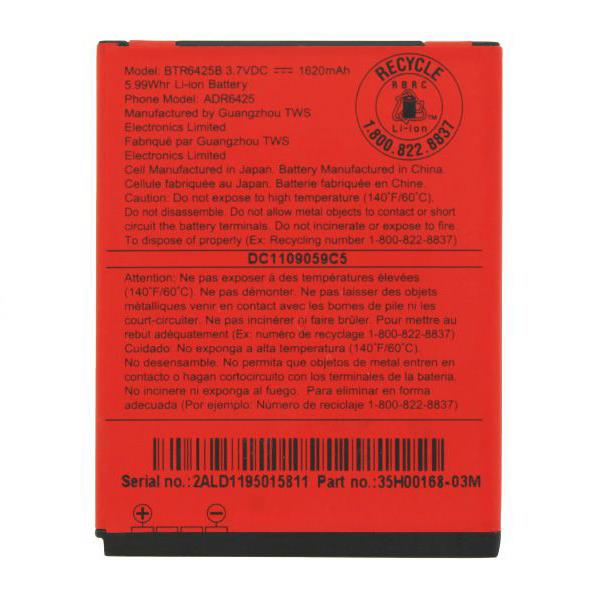 Model: BTR6425B 3.7VDC 1620mAh
5.99Whr Li-ion Battery
Phone Model: ADR6425
Manufactured by Guangzhou TWS
Electronics Limited
Fabriqué par Guangzhou TWS
Electronics Limited
RECYCLE
RBRC
Li-ion
TM
1.800.822.8837
Cell Manufactured in Japan. Battery Manufactured in China.
Cellule fabriquée au Japan. Batterie fabriquée en Chine.
Caution: Do not expose to high temperature (140°F/60°C).
Do not disassemble. Do not allow metal objects to contact or short
circuit the battery terminals. Do not incinerate or expose to fire.
To dispose of properly (Ex: Recycling number 1-800-822-8837)
DC1109059C5
Attention: Ne pas exposer à des températures élevées
(140°F/60°C). Ne pas démonter. Ne pas laisser des objets
métalliques venir en contact avec les bornes de pile ni les
court-circuiter. Ne pas incinérer ni faire brûler. Pour mettre au
rebut adéquatement (Ex: numéro de recyclage 1-800-822-8837)
Cuidado: No exponga a alta temperatura (140°F/60°C).
No desensamble. No permita que objetos de metal entren en
contacto o hagan cortocircuito con los terminales de la bateria.
No incinere ni exponga al fuego. Para eliminar en forma
adecuada (Por ejemplo: Número de reciclaje 1-800-822-8837)
Serial no.: 2ALD1195015811 Part no.: 35H00168-03M